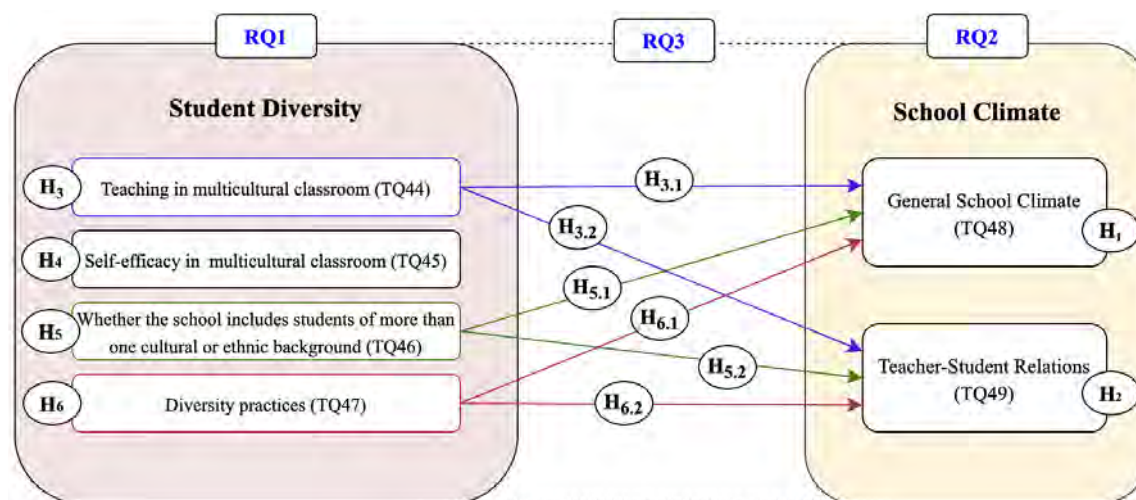 RQ1
RQ3
RQ2
Student Diversity
School Climate
H3
Teaching in multicultural classroom (TQ44)
H4
Self-efficacy in multicultural classroom (TQ45)
H5
Whether the school includes students of more than
one cultural or ethnic background (TQ46)
H6
Diversity practices (TQ47)
H3.1
H3.2
H5.1
H6.1
H5.2
H6.2
General School Climate
(TQ48)
H1
Teacher-Student Relations
(TQ49)
H2